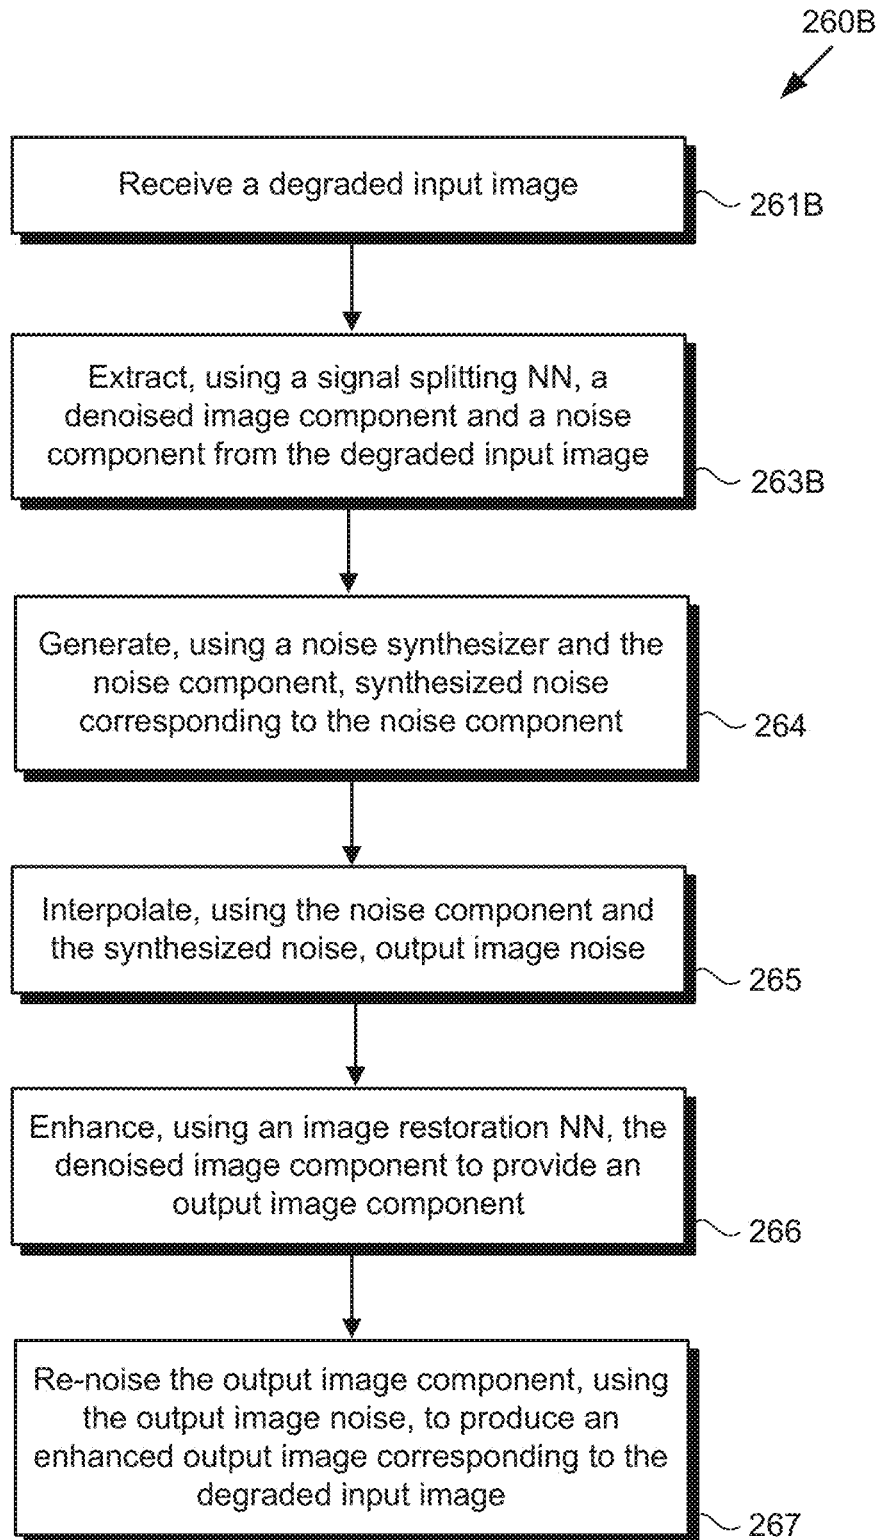 260B
Receive a degraded input image
261B
Extract, using a signal splitting NN, a
denoised image component and a noise
component from the degraded input image
263B
Generate, using a noise synthesizer and the
noise component, synthesized noise
corresponding to the noise component
264
Interpolate, using the noise component and
the synthesized noise, output image noise
265
Enhance, using an image restoration NN, the
denoised image component to provide an
output image component
266
Re-noise the output image component, using
the output image noise, to produce an
enhanced output image corresponding to the
degraded input image
267